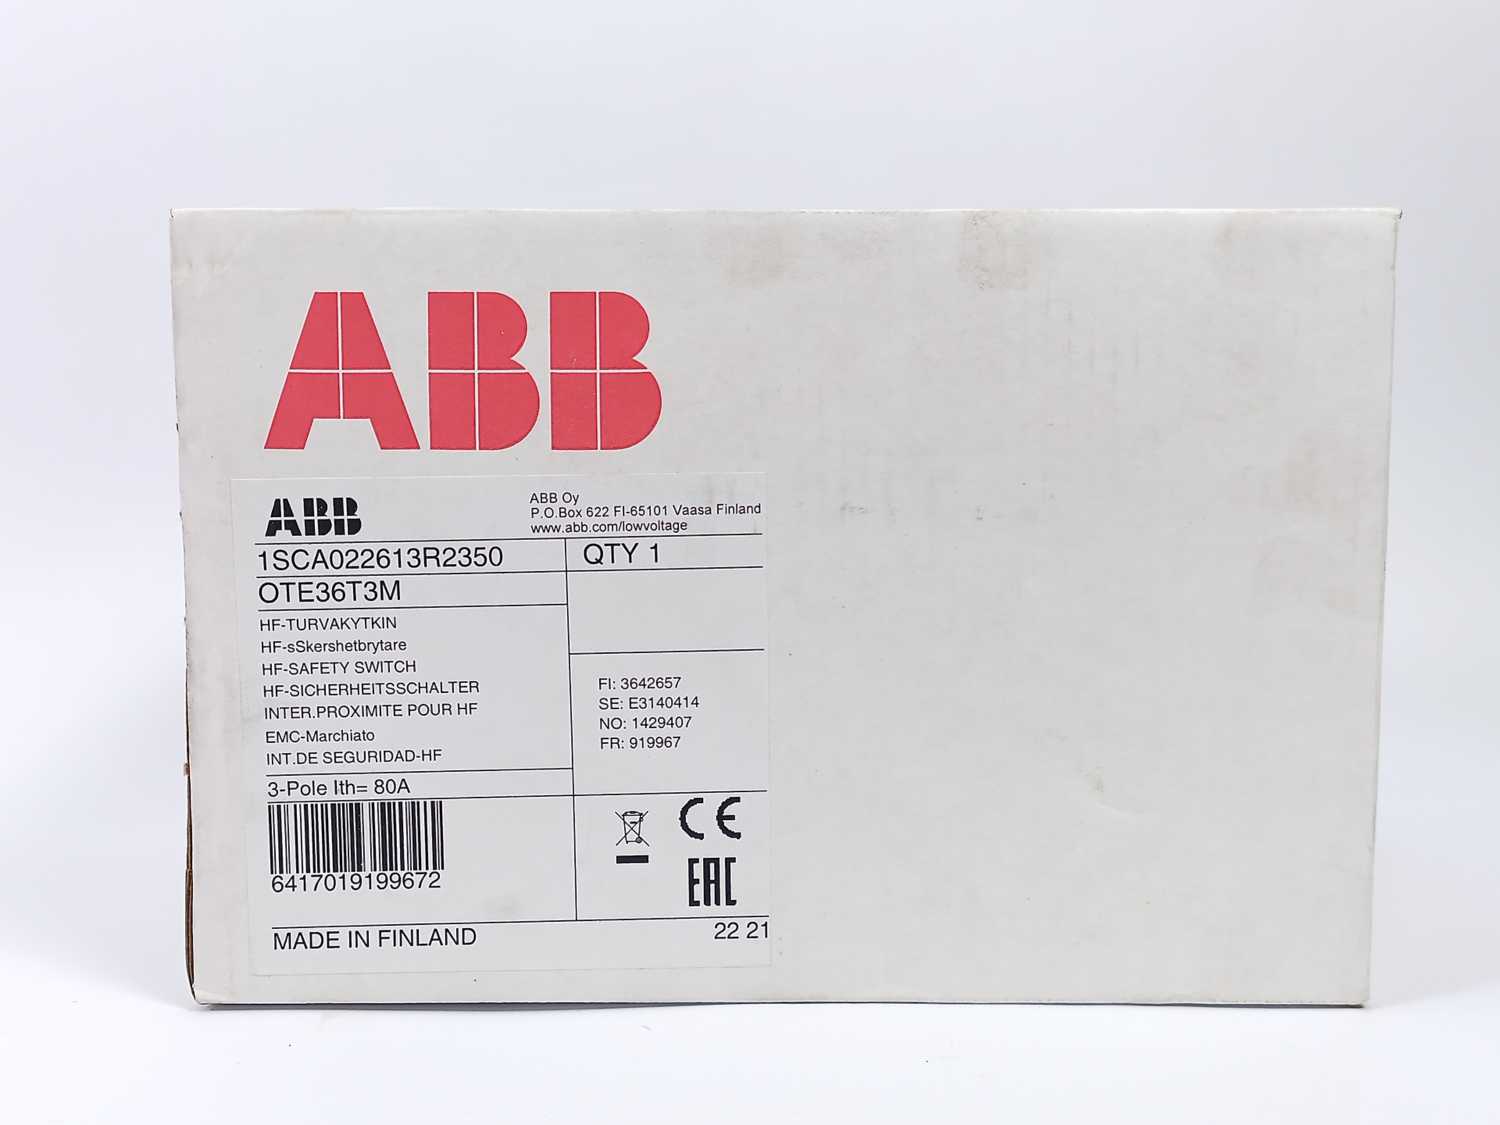 ABB
ABB
ABB Oy
P.O.Box 622 FI-65101 Vaasa Finland
www.abb.com/lowvoltage
1SCA022613R2350
QTY 1
OTE36T3M
HF-TURVAKYTKIN
HF-sSkershetbrytare
HF-SAFETY SWITCH
HF-SICHERHEITSSCHALTER
INTER.PROXIMITE POUR HF
EMC-Marchiato
INT.DE SEGURIDAD-HF
FI: 3642657
SE: E3140414
NO: 1429407
FR: 919967
3-Pole Ith= 80A
6417019199672
CE
EAC
MADE IN FINLAND
22 21